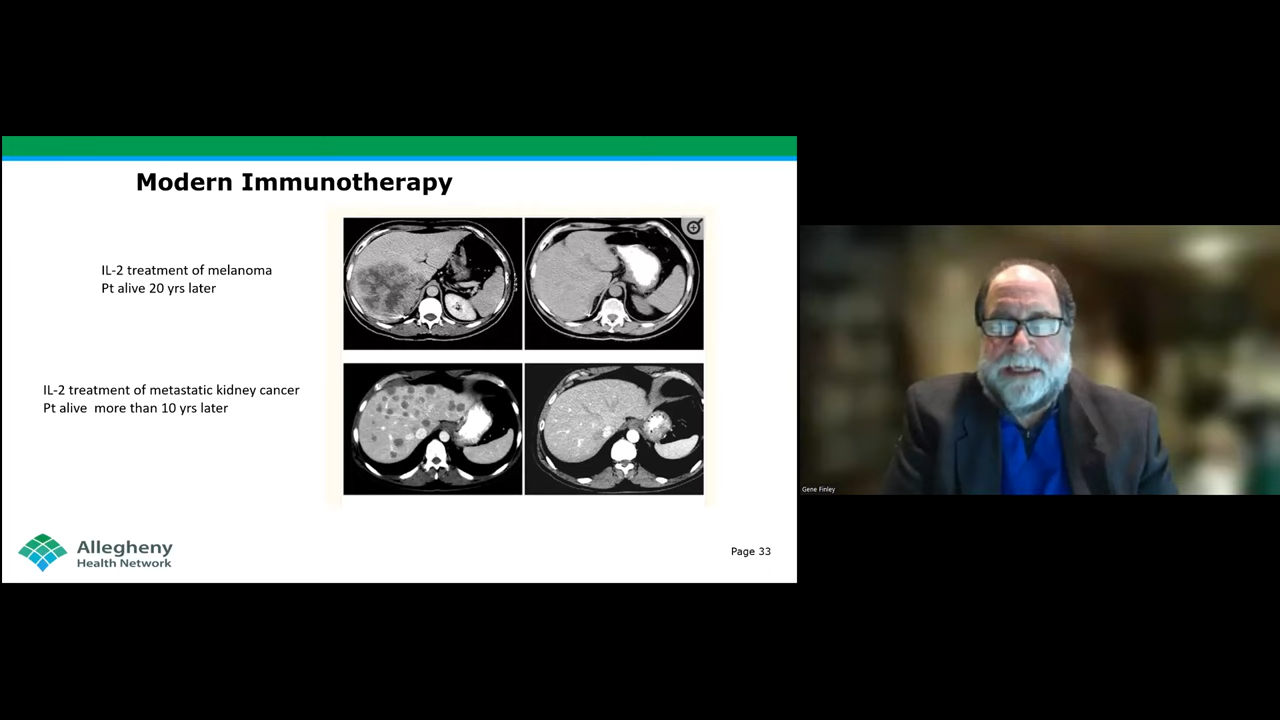 Modern Immunotherapy
IL-2 treatment of melanoma
Pt alive 20 yrs later
IL-2 treatment of metastatic kidney cancer
Pt alive  more than 10 yrs later
Allegheny
Health Network
Page 33
Gene Finley